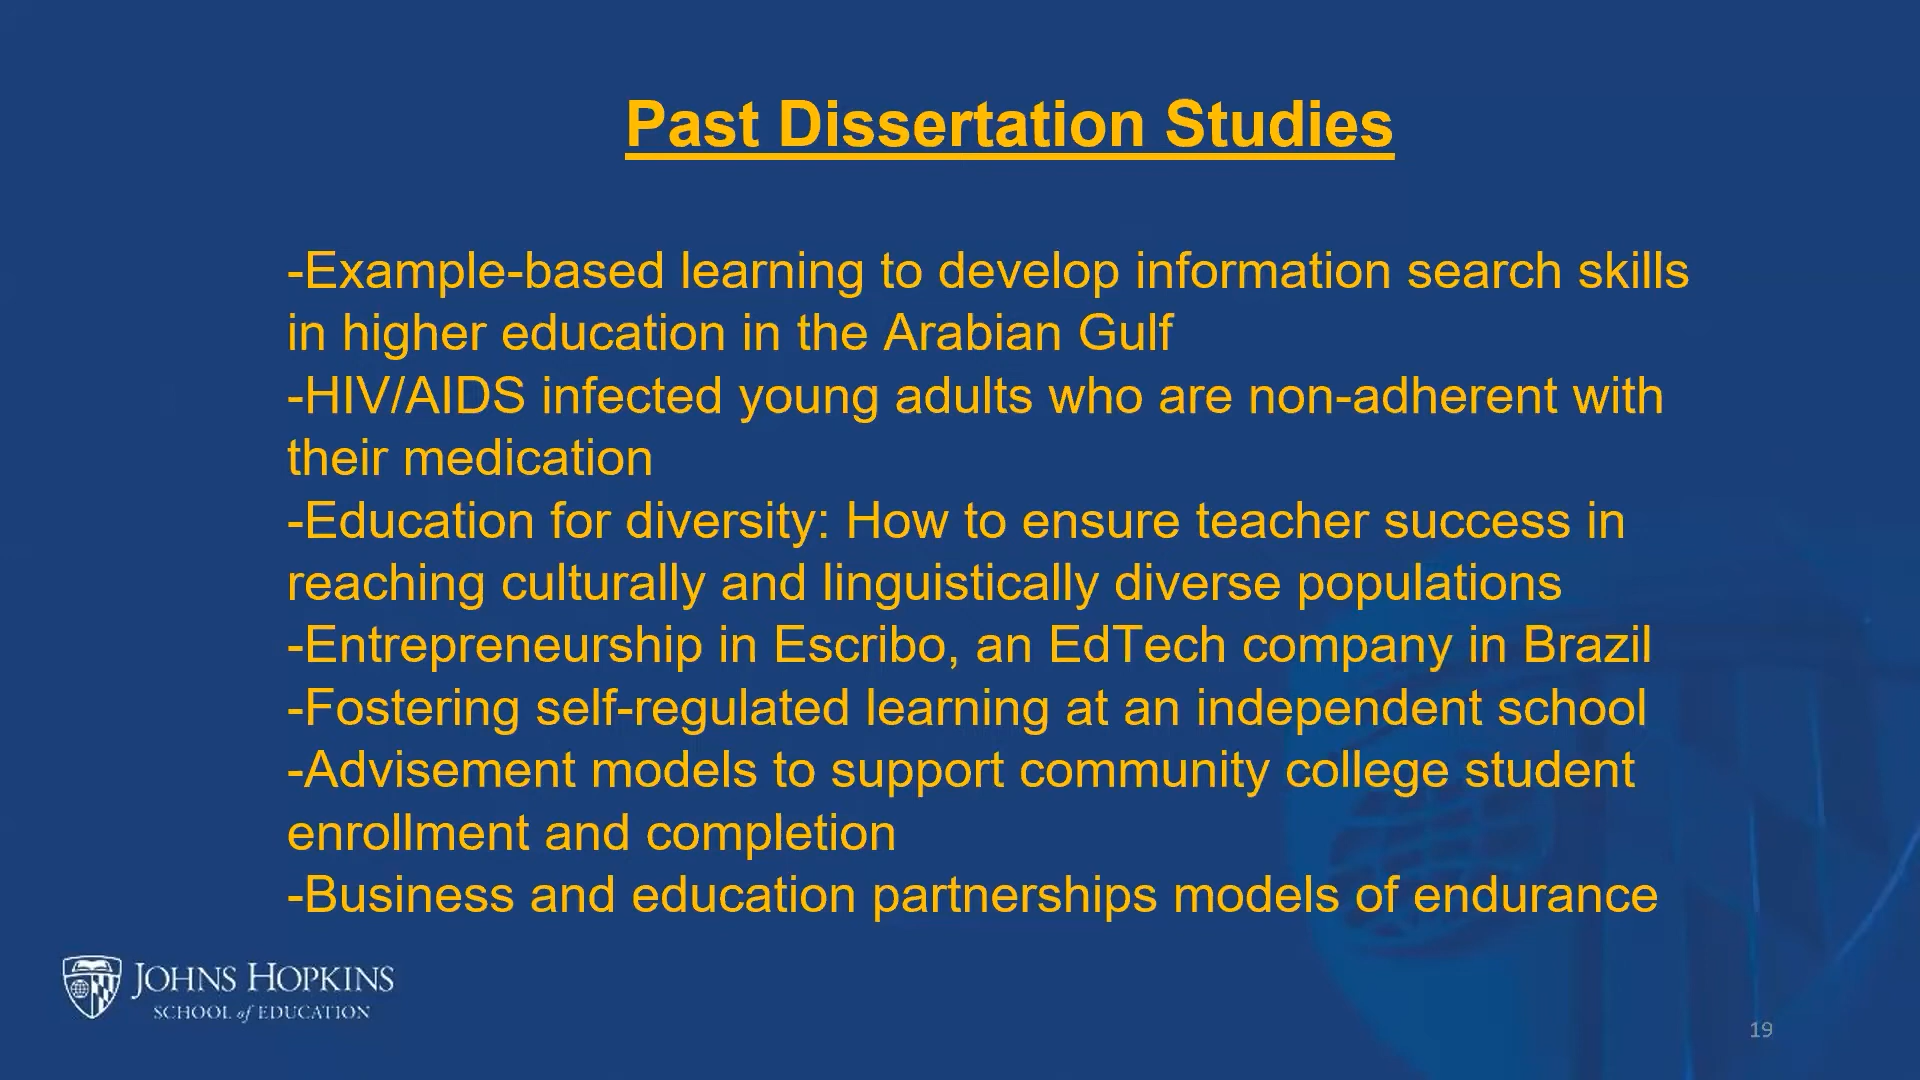 Past Dissertation Studies
-Example-based learning to develop information search skills
in higher education in the Arabian Gulf
-HIV/AIDS infected young adults who are non-adherent with
their medication
-Education for diversity: How to ensure teacher success in
reaching culturally and linguistically diverse populations
-Entrepreneurship in Escribo, an EdTech company in Brazil
-Fostering self-regulated learning at an independent school
-Advisement models to support community college student
enrollment and completion
-Business and education partnerships models of endurance
JOHNS HOPKINS
SCHOOL of EDUCATION
19